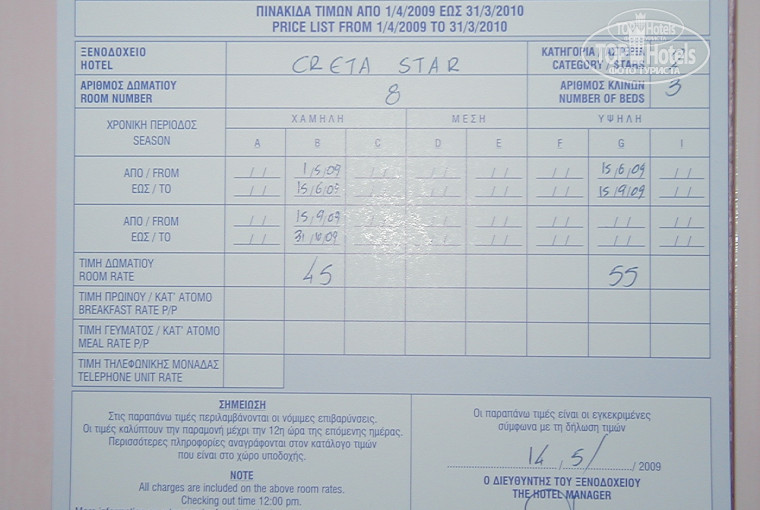 ΠΙΝΑΚΙΔΑ ΤΙΜΩΝ ΑΠΟ 1/4/2009 ΕΩΣ 31/3/2010
PRICE LIST FROM 1/4/2009 TO 31/3/2010
ΞΕΝΟΔΟΧΕΙΟ
HOTEL
CRETA STAR
ΚΑΤΗΓΟΡΙΑ /
CATEGORY / STARS
TOP Hotels
ФОТО ТУРИСТА
ΑΡΙΘΜΟΣ ΔΩΜΑΤΙΟΥ
ROOM NUMBER
8
ΑΡΙΘΜΟΣ ΚΛΙΝΩΝ
NUMBER OF BEDS
3
ΧΡΟΝΙΚΗ ΠΕΡΙΟΔΟΣ
SEASON
ΧΑΜΗΛΗ ΜΕΣΗ ΥΨΗΛΗ
A B C D E F G I
ΑΠΟ / FROM / / 1/5/09 / / / / / / / / 15/6/09 / /
ΕΩΣ / TO / / 15/6/09 / / / / / / / / 15/9/09 / /
ΑΠΟ / FROM / / 15/9/09 / / / / / / / / / / / /
ΕΩΣ / TO / / 31/10/09 / / / / / / / / / / / /
ΤΙΜΗ ΔΩΜΑΤΙΟΥ
ROOM RATE
45 55
ΤΙΜΗ ΠΡΩΙΝΟΥ / ΚΑΤ' ΑΤΟΜΟ
BREAKFAST RATE P/P
ΤΙΜΗ ΓΕΥΜΑΤΟΣ / ΚΑΤ' ΑΤΟΜΟ
MEAL RATE P/P
ΤΙΜΗ ΤΗΛΕΦΩΝΙΚΗΣ ΜΟΝΑΔΑΣ
TELEPHONE UNIT RATE
ΣΗΜΕΙΩΣΗ
Στις παραπάνω τιμές περιλαμβάνονται οι νόμιμες επιβαρύνσεις.
Οι τιμές καλύπτουν την παραμονή μέχρι την 12η ώρα της επόμενης ημέρας.
Περισσότερες πληροφορίες αναγράφονται στον κατάλογο τιμών
που είναι στο χώρο υποδοχής.
NOTE
All charges are included on the above room rates.
Checking out time 12:00 pm.
Οι παραπάνω τιμές είναι οι εγκεκριμένες
σύμφωνα με τη δήλωση τιμών
14/5/ / 2009
Ο ΔΙΕΥΘΥΝΤΗΣ ΤΟΥ ΞΕΝΟΔΟΧΕΙΟΥ
THE HOTEL MANAGER